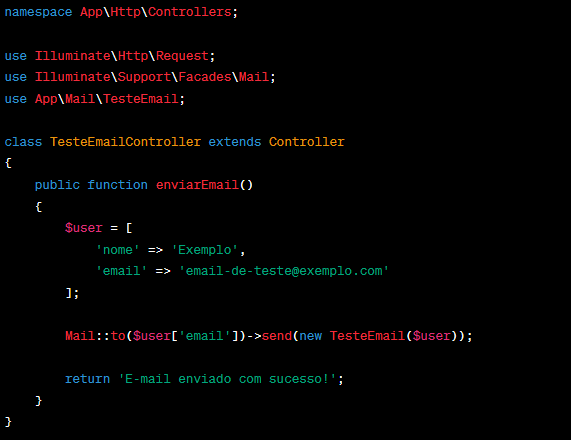 namespace App\Http\Controllers;
use Illuminate\Http\Request;
use Illuminate\Support\Facades\Mail;
use App\Mail\TesteEmail;
class TesteEmailController extends Controller
{
    public function enviarEmail()
    {
        $user = [
            'nome' => 'Exemplo',
            'email' => 'email-de-teste@exemplo.com'
        ];
        Mail::to($user['email'])->send(new TesteEmail($user));
        return 'E-mail enviado com sucesso!';
    }
}